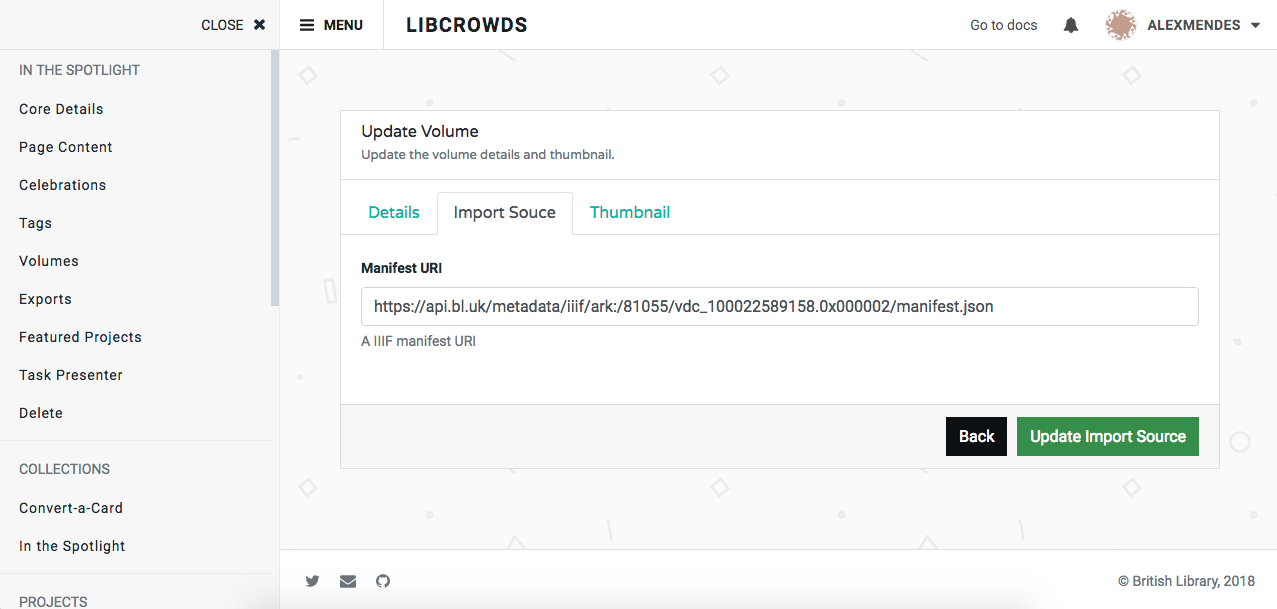 CLOSE
MENU
LIBCROWDS
Go to docs
ALEXMENDES
IN THE SPOTLIGHT
Core Details
Page Content
Celebrations
Tags
Volumes
Exports
Featured Projects
Task Presenter
Delete
COLLECTIONS
Convert-a-Card
In the Spotlight
PROJECTS
Update Volume
Update the volume details and thumbnail.
Details
Import Souce
Thumbnail
Manifest URI
https://api.bl.uk/metadata/iiif/ark:/81055/vdc_100022589158.0x000002/manifest.json
A IIIF manifest URI
Back
Update Import Source
© British Library, 2018